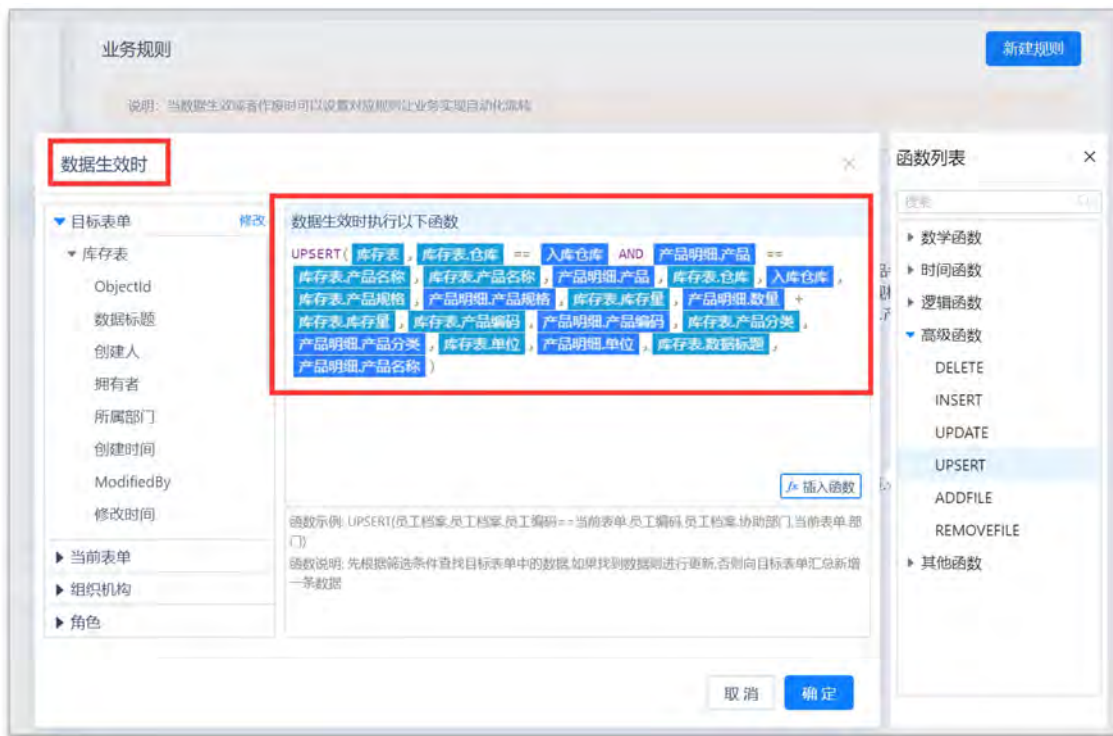 业务规则
新建规则
说明：当数据生效或者作废时可以设置对应规则让业务实现自动化流转
数据生效时
目标表单 修改
库存表
ObjectId
数据标题
创建人
拥有者
所属部门
创建时间
ModifiedBy
修改时间
当前表单
组织机构
角色
数据生效时执行以下函数
UPSERT( 库存表 , 库存表.仓库 == 入库仓库 AND 产品明细.产品 ==
库存表.产品名称 , 库存表.产品名称 , 产品明细.产品 , 库存表.仓库 , 入库仓库 ,
库存表.产品规格 , 产品明细.产品规格 , 库存表.库存量 , 产品明细.数量 +
库存表.库存量 , 库存表.产品编码 , 产品明细.产品编码 , 库存表.产品分类 ,
产品明细.产品分类 , 库存表.单位 , 产品明细.单位 , 库存表.数据标题 ,
产品明细.产品名称 )
fx 插入函数
函数示例: UPSERT(员工档案,员工档案.员工编码==当前表单.员工编码,员工档案.协助部门,当前表单.部
门)
函数说明: 先根据筛选条件查找目标表单中的数据,如果找到数据则进行更新,否则向目标表单汇总新增
一条数据
取消
确定
函数列表
搜索
数学函数
时间函数
逻辑函数
高级函数
DELETE
INSERT
UPDATE
UPSERT
ADDFILE
REMOVEFILE
其他函数